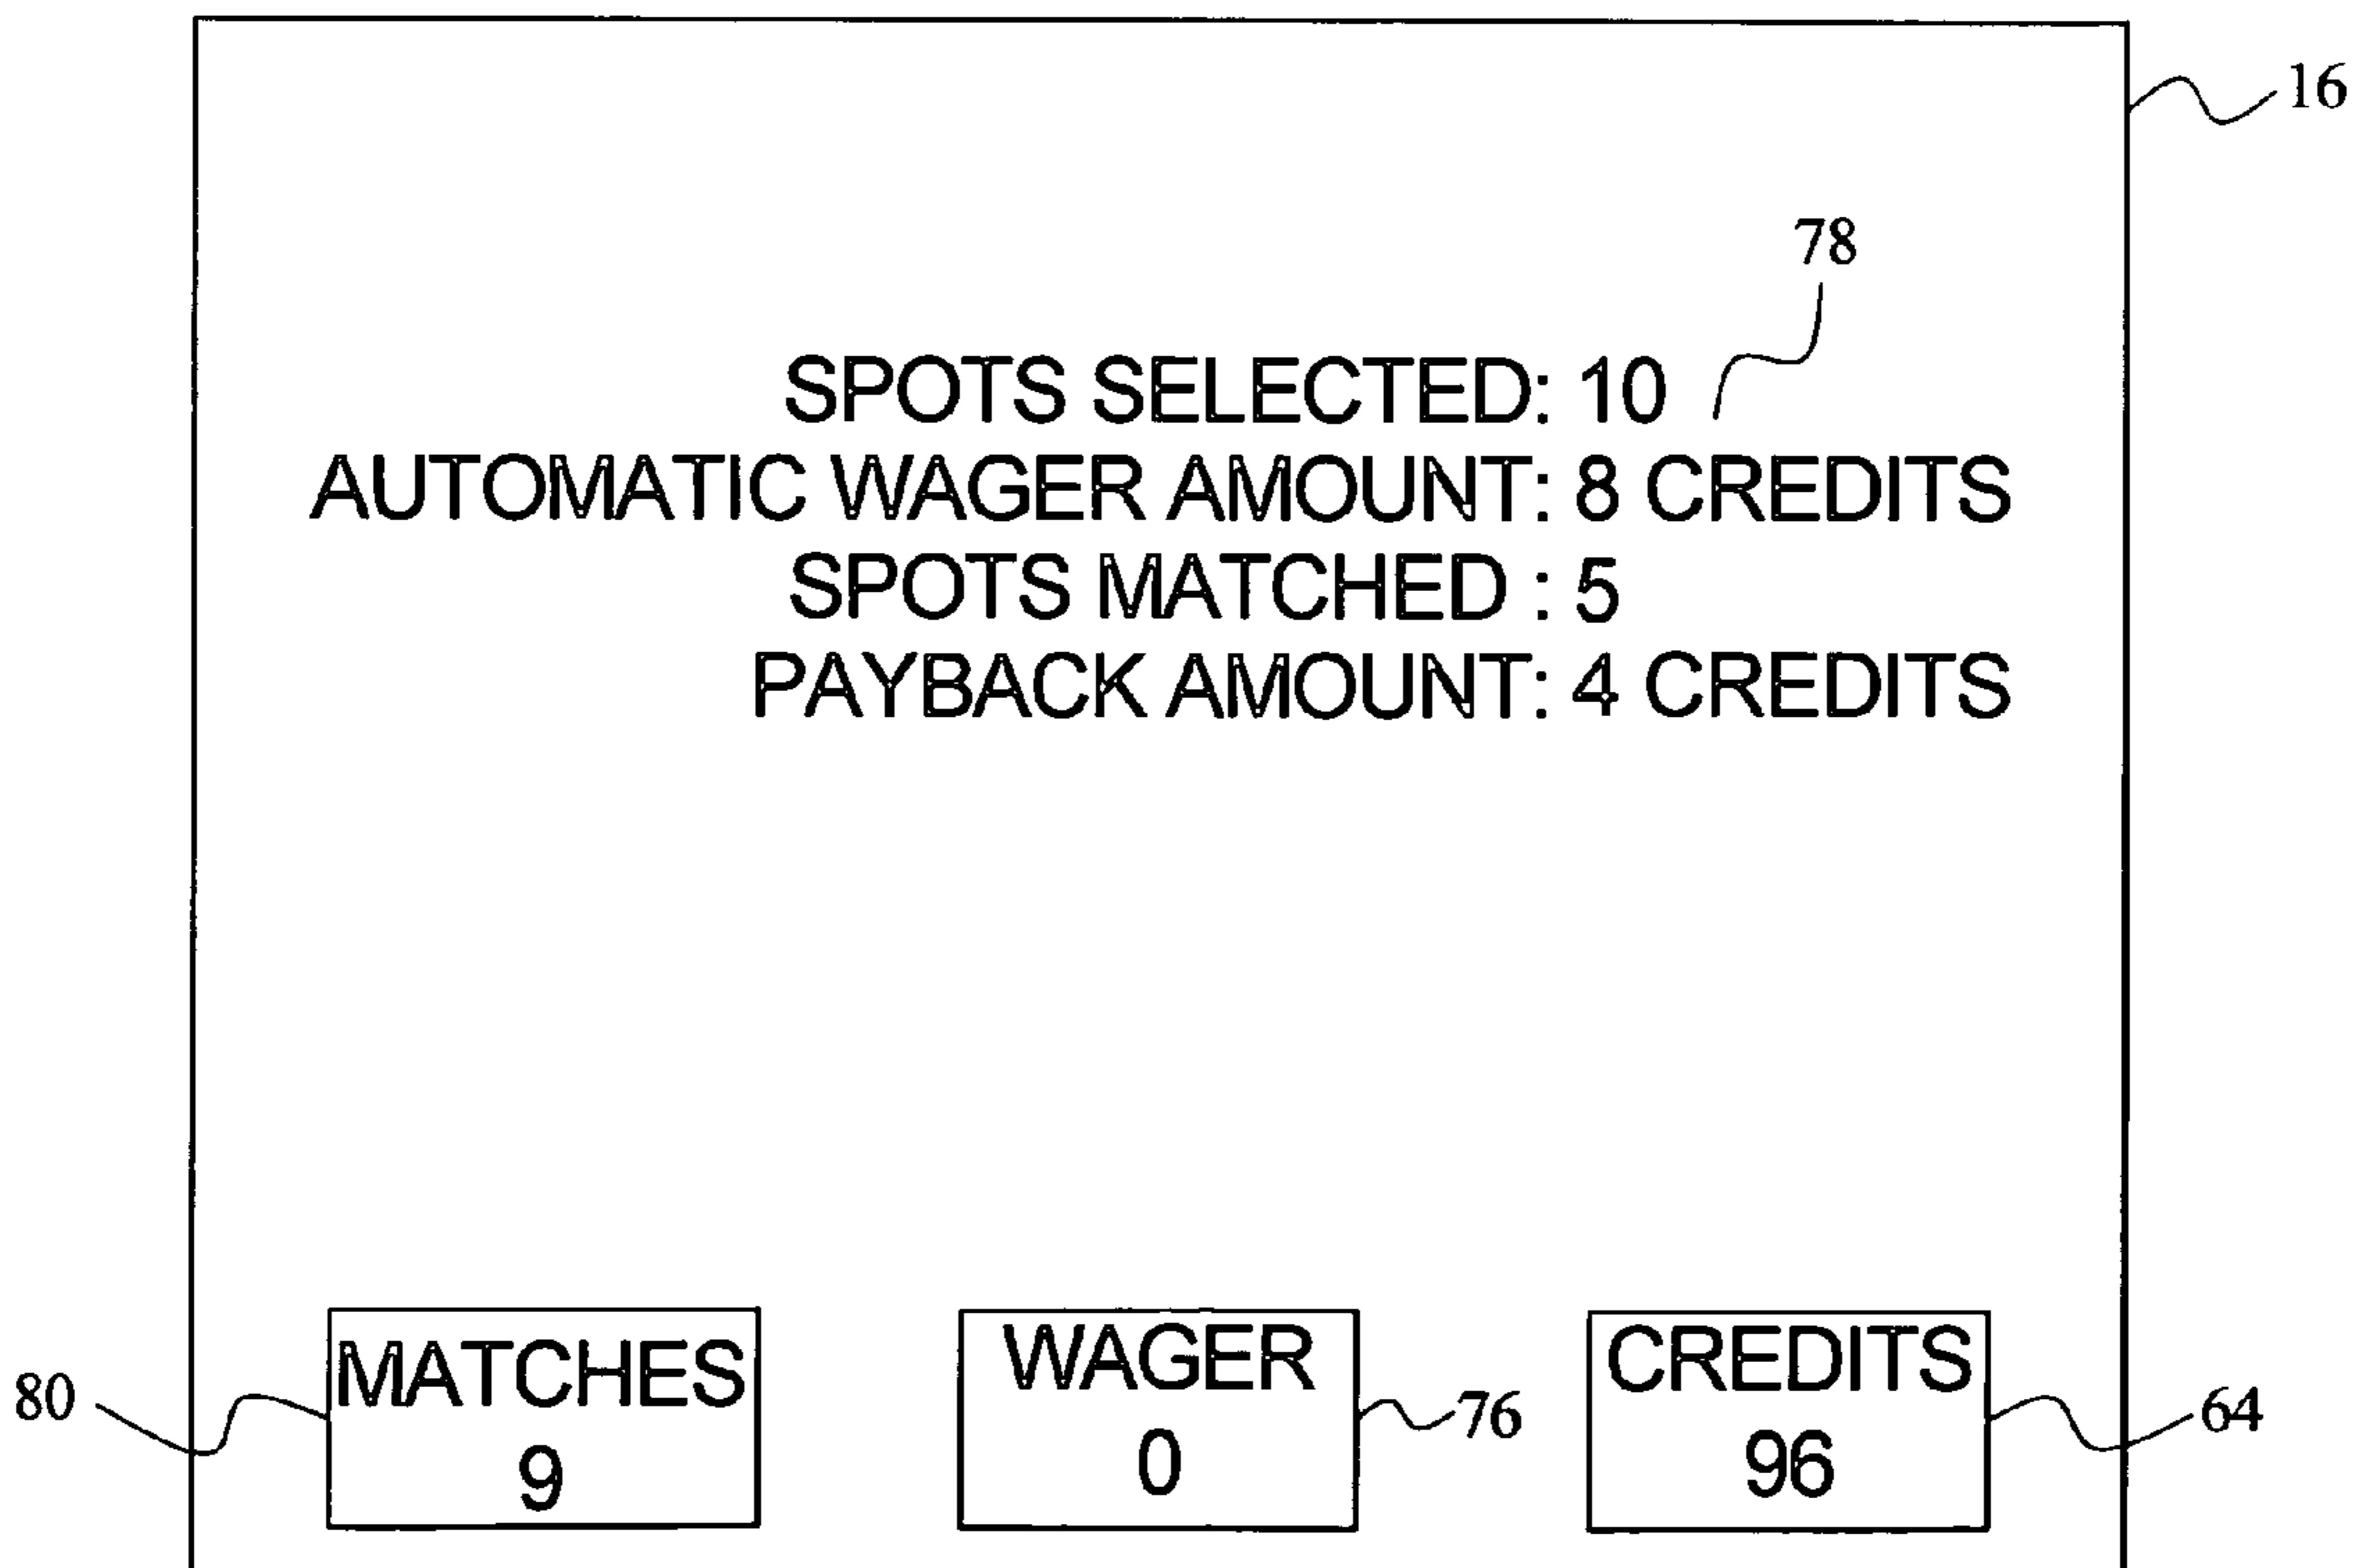 16
78
SPOTS SELECTED: 10
AUTOMATIC WAGER AMOUNT: 8 CREDITS
SPOTS MATCHED : 5
PAYBACK AMOUNT: 4 CREDITS
80
MATCHES
9
WAGER
0
76
CREDITS
96
64